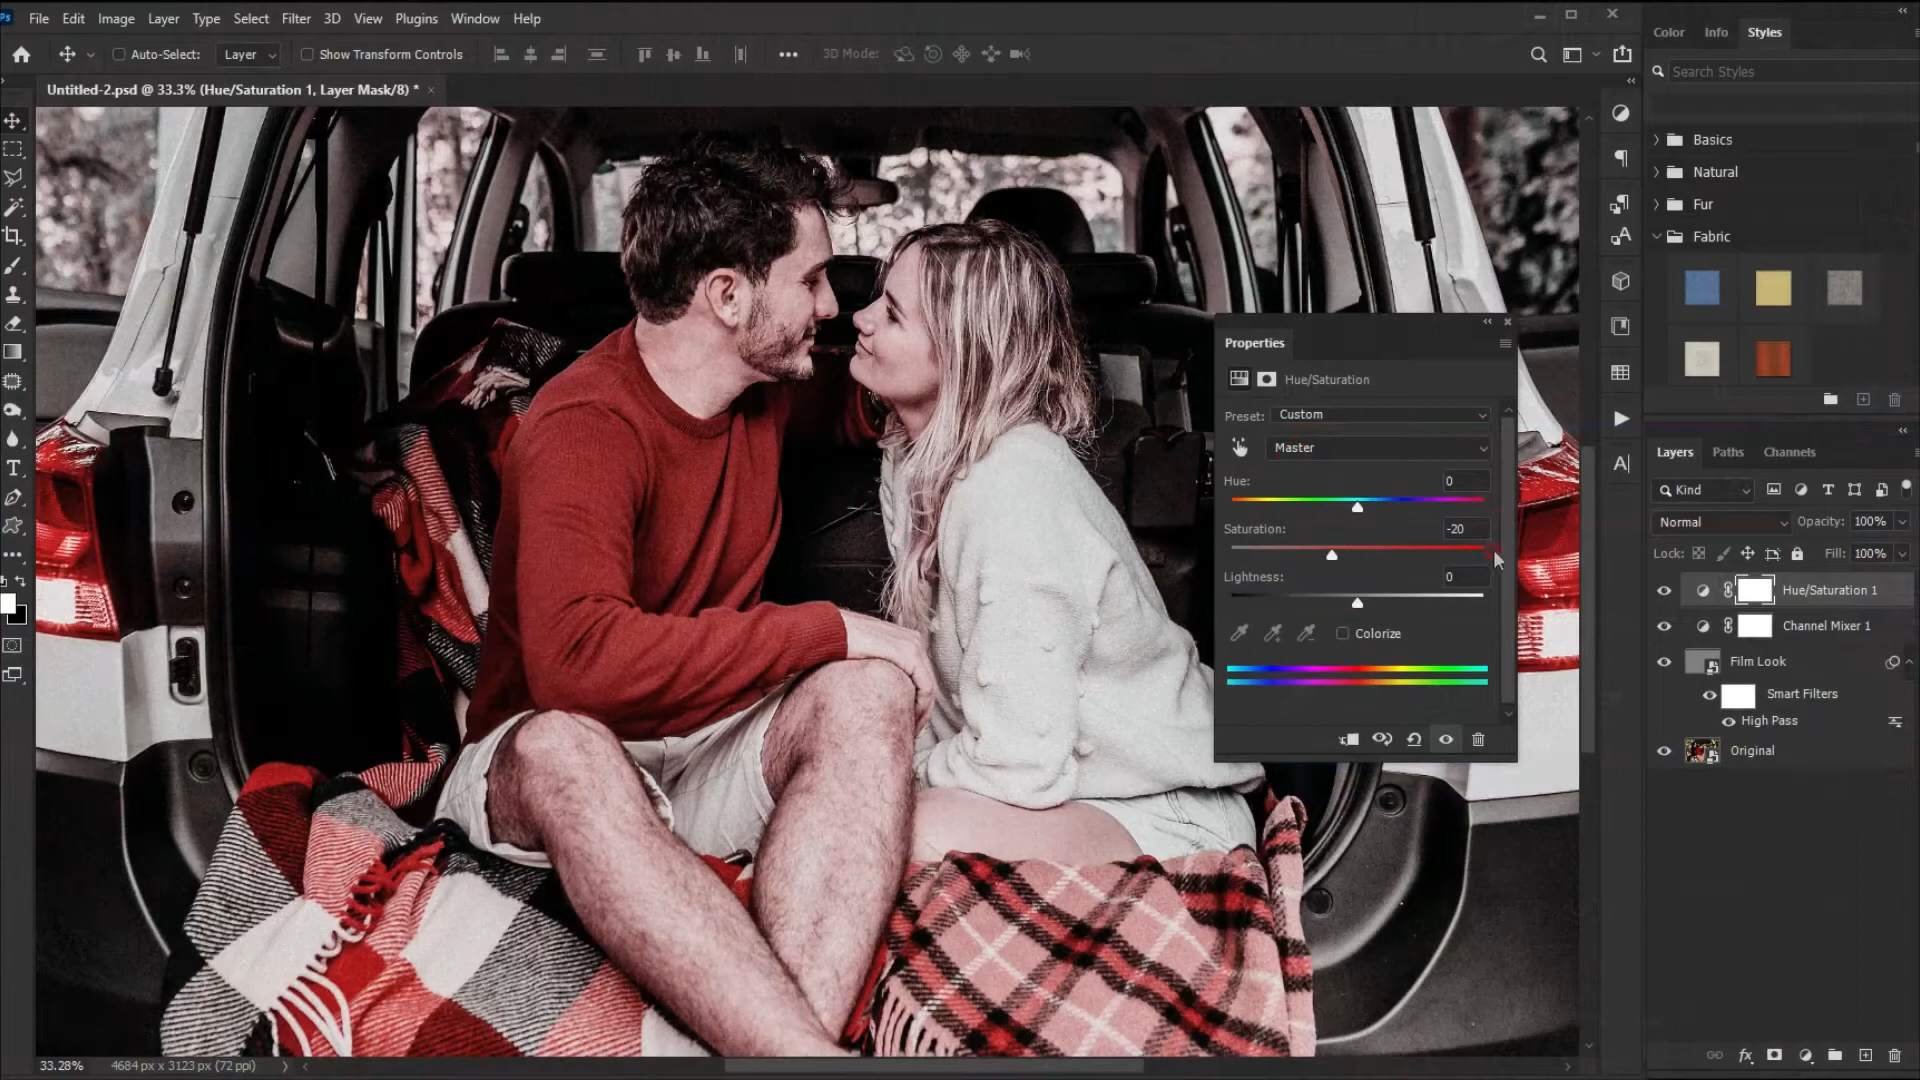 Ps File Edit Image Layer Type Select Filter 3D View Plugins Window Help
Auto-Select: Layer Show Transform Controls 3D Mode:
Untitled-2.psd @ 33.3% (Hue/Saturation 1, Layer Mask/8) * ×
Color Info Styles
Search Styles
Basics
Natural
Fur
Fabric
Properties
Hue/Saturation
Preset: Custom
Master
Hue: 0
Saturation: -20
Lightness: 0
Colorize
Layers Paths Channels
Kind
Normal Opacity: 100%
Lock: Fill: 100%
Hue/Saturation 1
Channel Mixer 1
Film Look
Smart Filters
High Pass
Original
33.28% 4684 px x 3123 px (72 ppi)